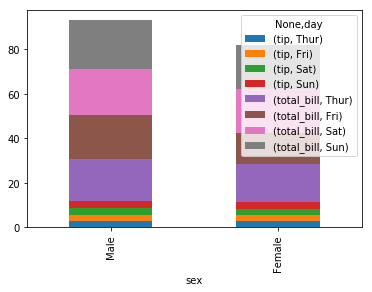 None,day
(tip, Thur)
(tip, Fri)
(tip, Sat)
(tip, Sun)
(total_bill, Thur)
(total_bill, Fri)
(total_bill, Sat)
(total_bill, Sun)
80
60
40
20
0
Male
Female
sex